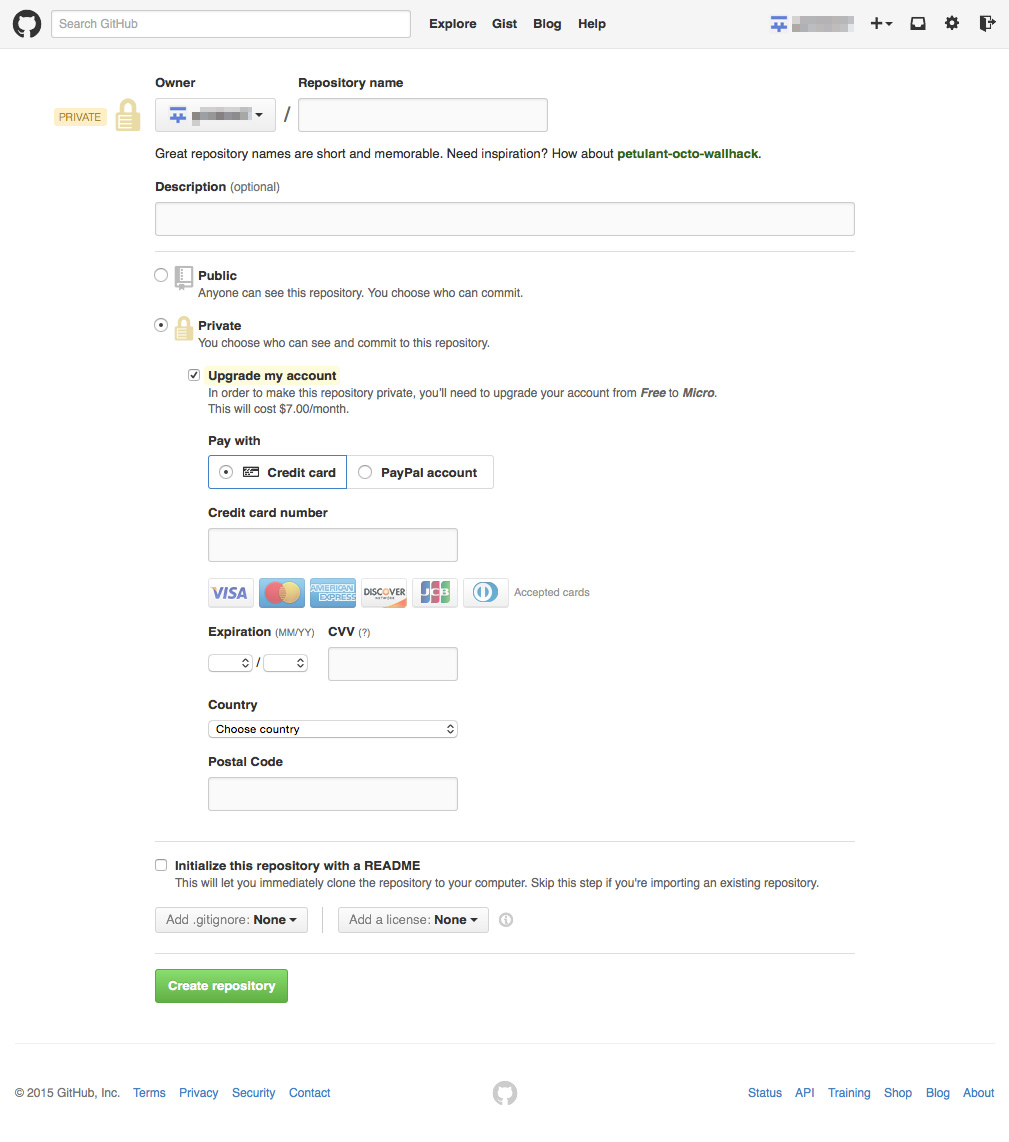 Search GitHub Explore Gist Blog Help
Owner Repository name
PRIVATE /
Great repository names are short and memorable. Need inspiration? How about petulant-octo-wallhack.
Description (optional)
Public
Anyone can see this repository. You choose who can commit.
Private
You choose who can see and commit to this repository.
Upgrade my account
In order to make this repository private, you'll need to upgrade your account from Free to Micro.
This will cost $7.00/month.
Pay with
Credit card PayPal account
Credit card number
VISA MasterCard AMERICAN EXPRESS DISCOVER NETWORK JCB Accepted cards
Expiration (MM/YY) CVV (?)
/
Country
Choose country
Postal Code
Initialize this repository with a README
This will let you immediately clone the repository to your computer. Skip this step if you're importing an existing repository.
Add .gitignore: None Add a license: None
Create repository
© 2015 GitHub, Inc. Terms Privacy Security Contact Status API Training Shop Blog About